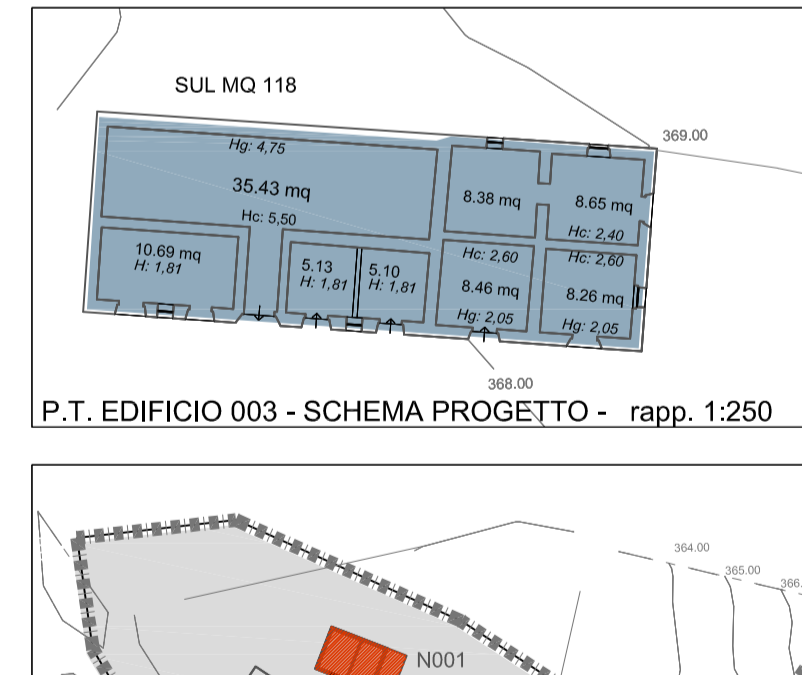 SUL MQ 118
369.00
Hg: 4,75
35.43 mq
Hc: 5,50
8.38 mq
8.65 mq
Hc: 2,40
10.69 mq
H: 1,81
5.13
H: 1,81
5.10
H: 1,81
Hc: 2,60
8.46 mq
Hg: 2,05
Hc: 2,60
8.26 mq
Hg: 2,05
368.00
P.T. EDIFICIO 003 - SCHEMA PROGETTO - rapp. 1:250
364.00
365.00
366.
N001